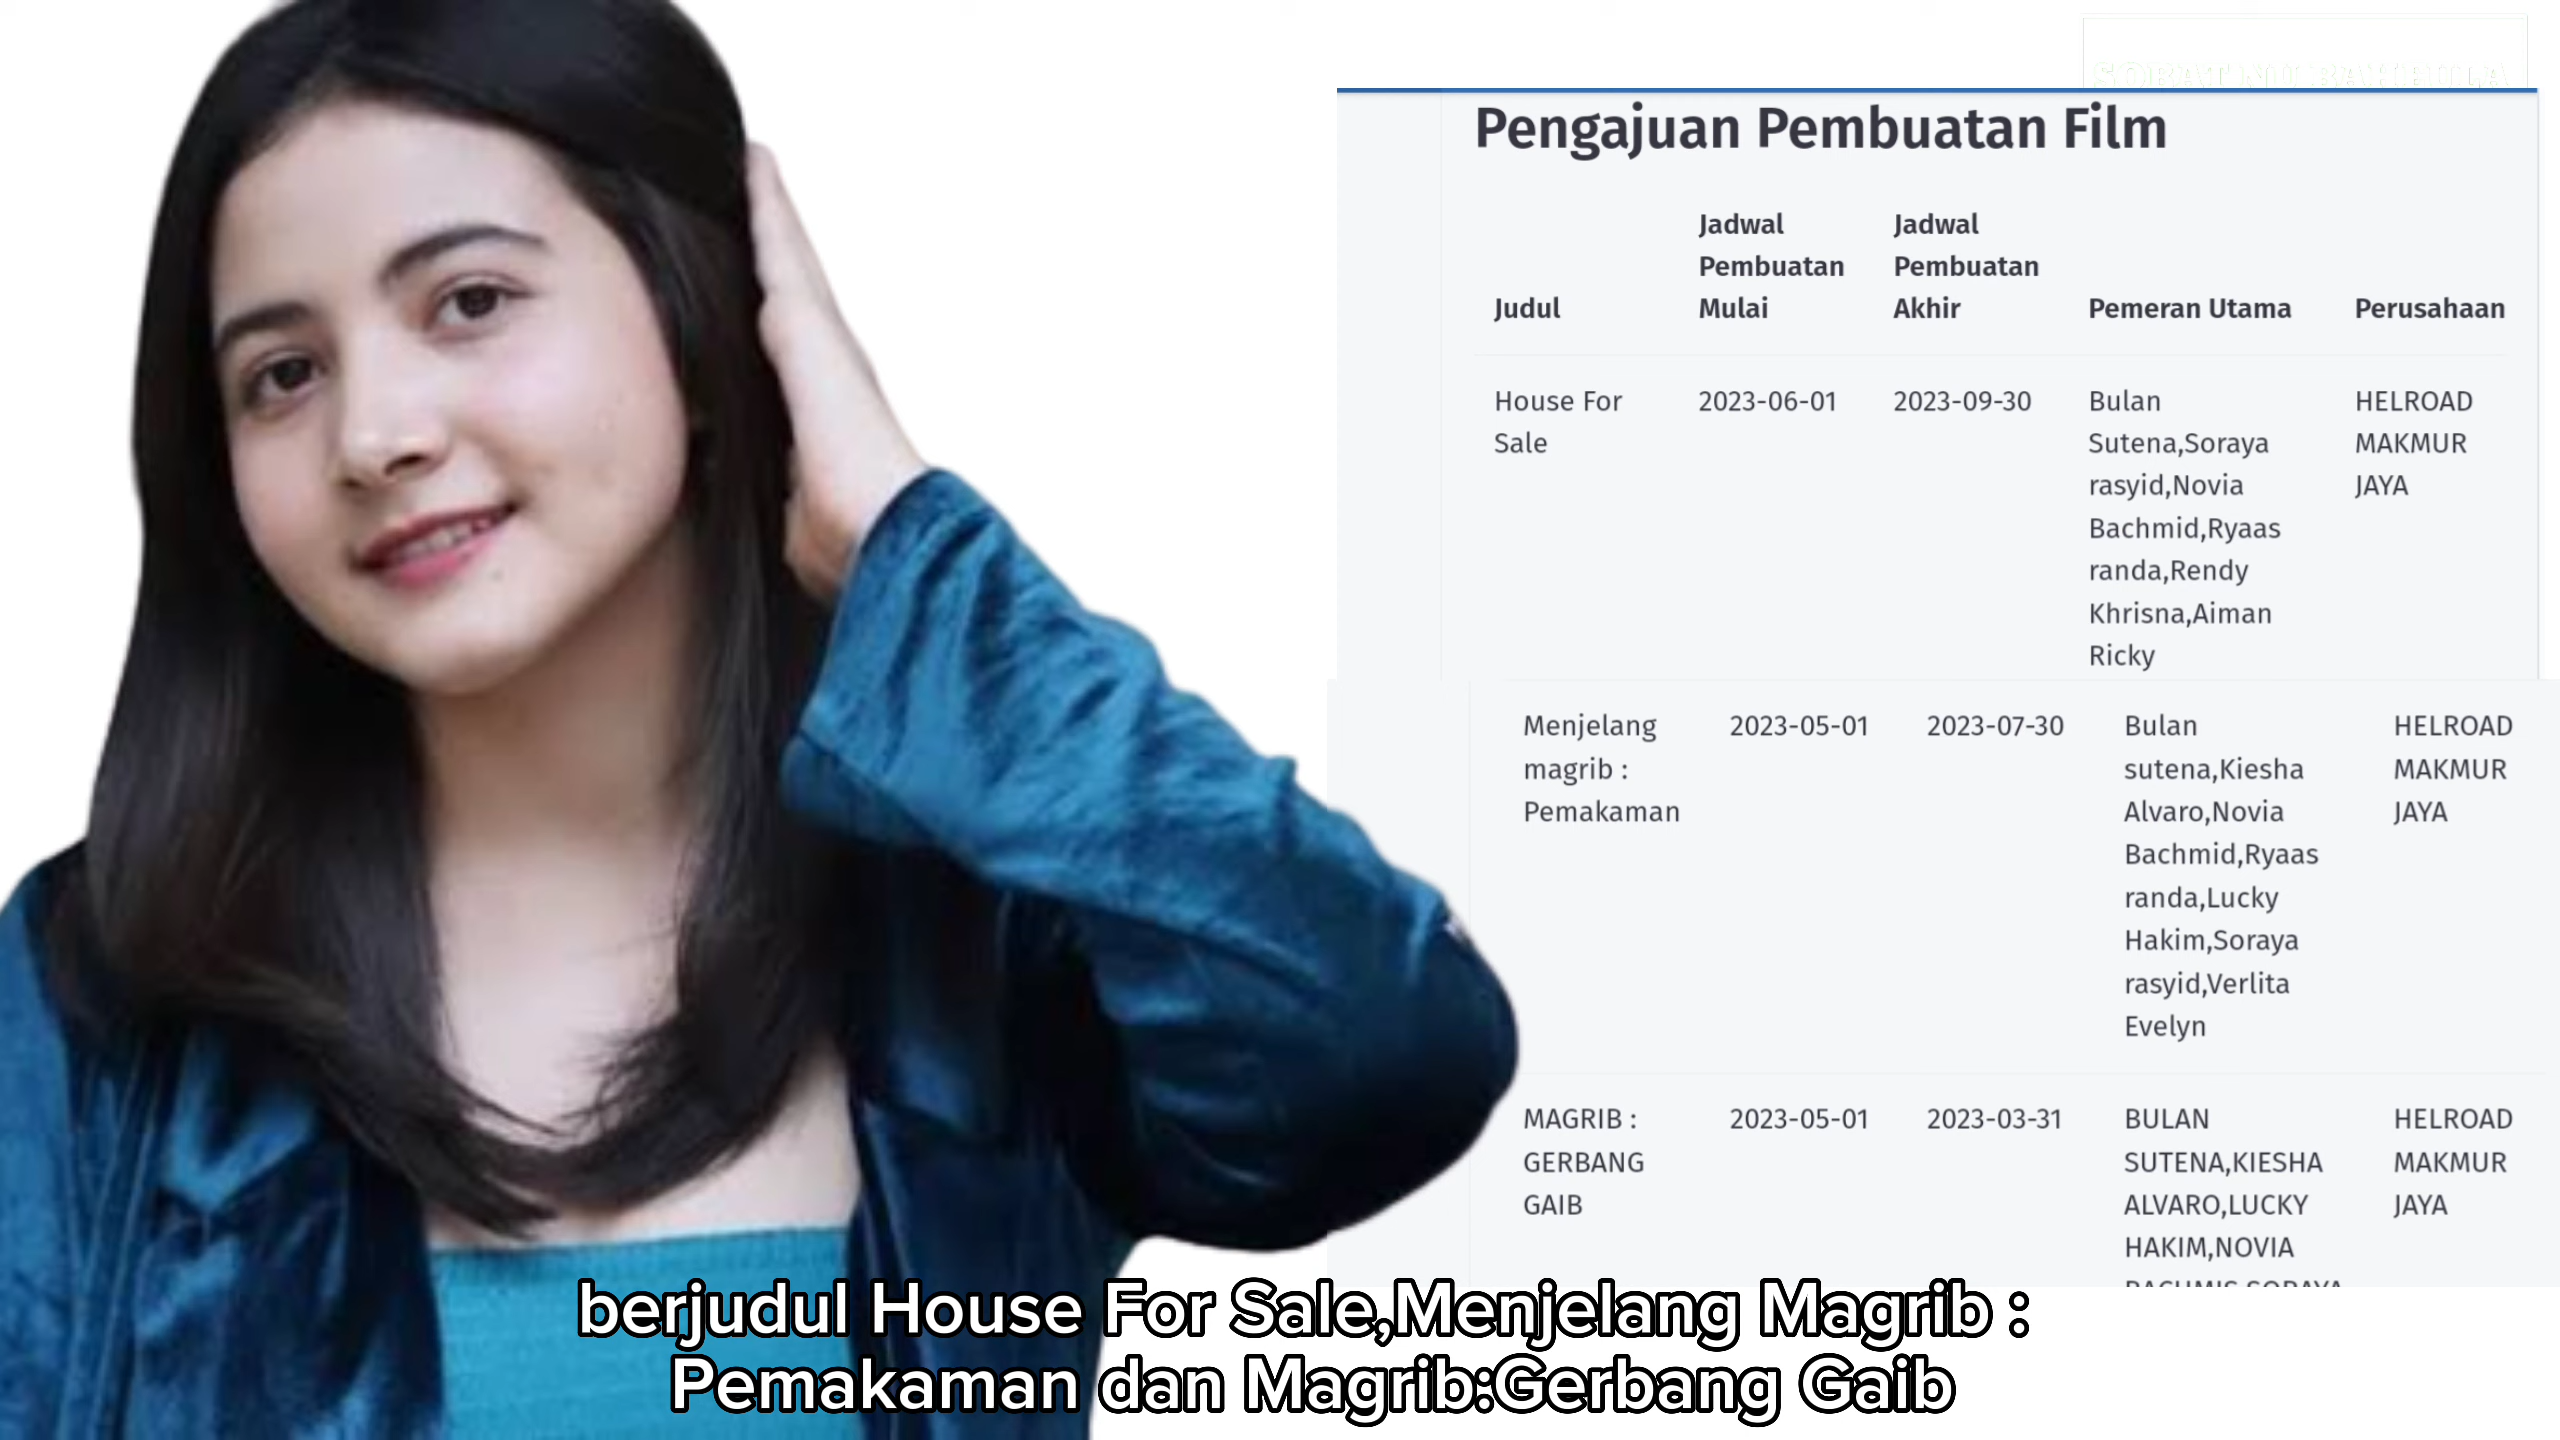 SOBAT NUBAHEULA
Pengajuan Pembuatan Film
Judul
Jadwal
Pembuatan
Mulai
Jadwal
Pembuatan
Akhir
Pemeran Utama
Perusahaan
House For
Sale
2023-06-01
2023-09-30
Bulan
Sutena,Soraya
rasyid,Novia
Bachmid,Ryaas
randa,Rendy
Khrisna,Aiman
Ricky
HELROAD
MAKMUR
JAYA
Menjelang
magrib :
Pemakaman
2023-05-01
2023-07-30
Bulan
sutena,Kiesha
Alvaro,Novia
Bachmid,Ryaas
randa,Lucky
Hakim,Soraya
rasyid,Verlita
Evelyn
HELROAD
MAKMUR
JAYA
MAGRIB :
GERBANG
GAIB
2023-05-01
2023-03-31
BULAN
SUTENA,KIESHA
ALVARO,LUCKY
HAKIM,NOVIA
HELROAD
MAKMUR
JAYA
berjudul House For Sale,Menjelang Magrib :
Pemakaman dan Magrib:Gerbang Gaib